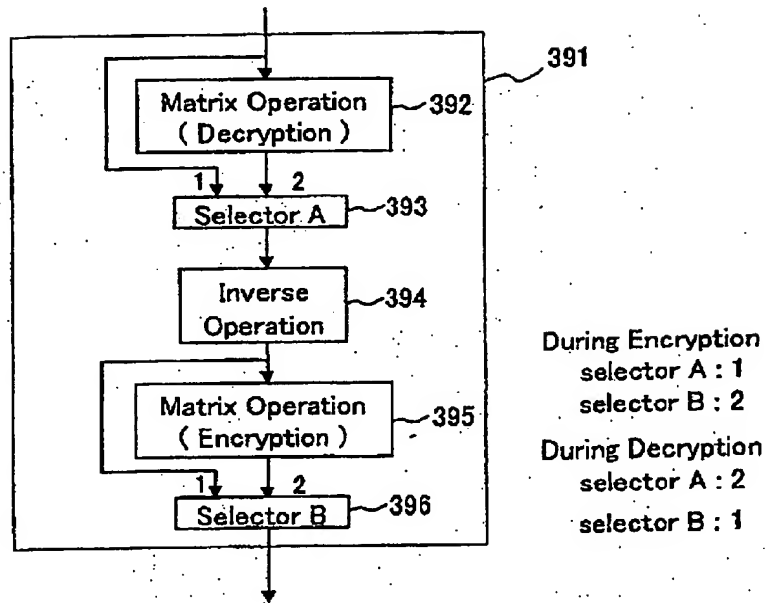 391
Matrix Operation
( Decryption )
392
1
2
Selector A
393
Inverse
Operation
394
During Encryption
selector A : 1
selector B : 2
Matrix Operation
( Encryption )
395
During Decryption
selector A : 2
selector B : 1
1
2
Selector B
396